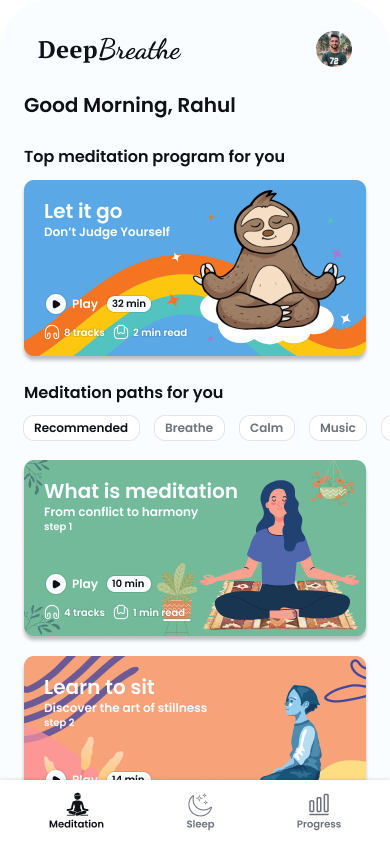 DeepBreathe
72
Good Morning, Rahul
Top meditation program for you
Let it go
Don't Judge Yourself
Play 32 min
8 tracks 2 min read
Meditation paths for you
Recommended Breathe Calm Music
What is meditation
From conflict to harmony
step 1
Play 10 min
4 tracks 1 min read
Learn to sit
Discover the art of stillness
step 2
Play 14 min
Meditation Sleep Progress